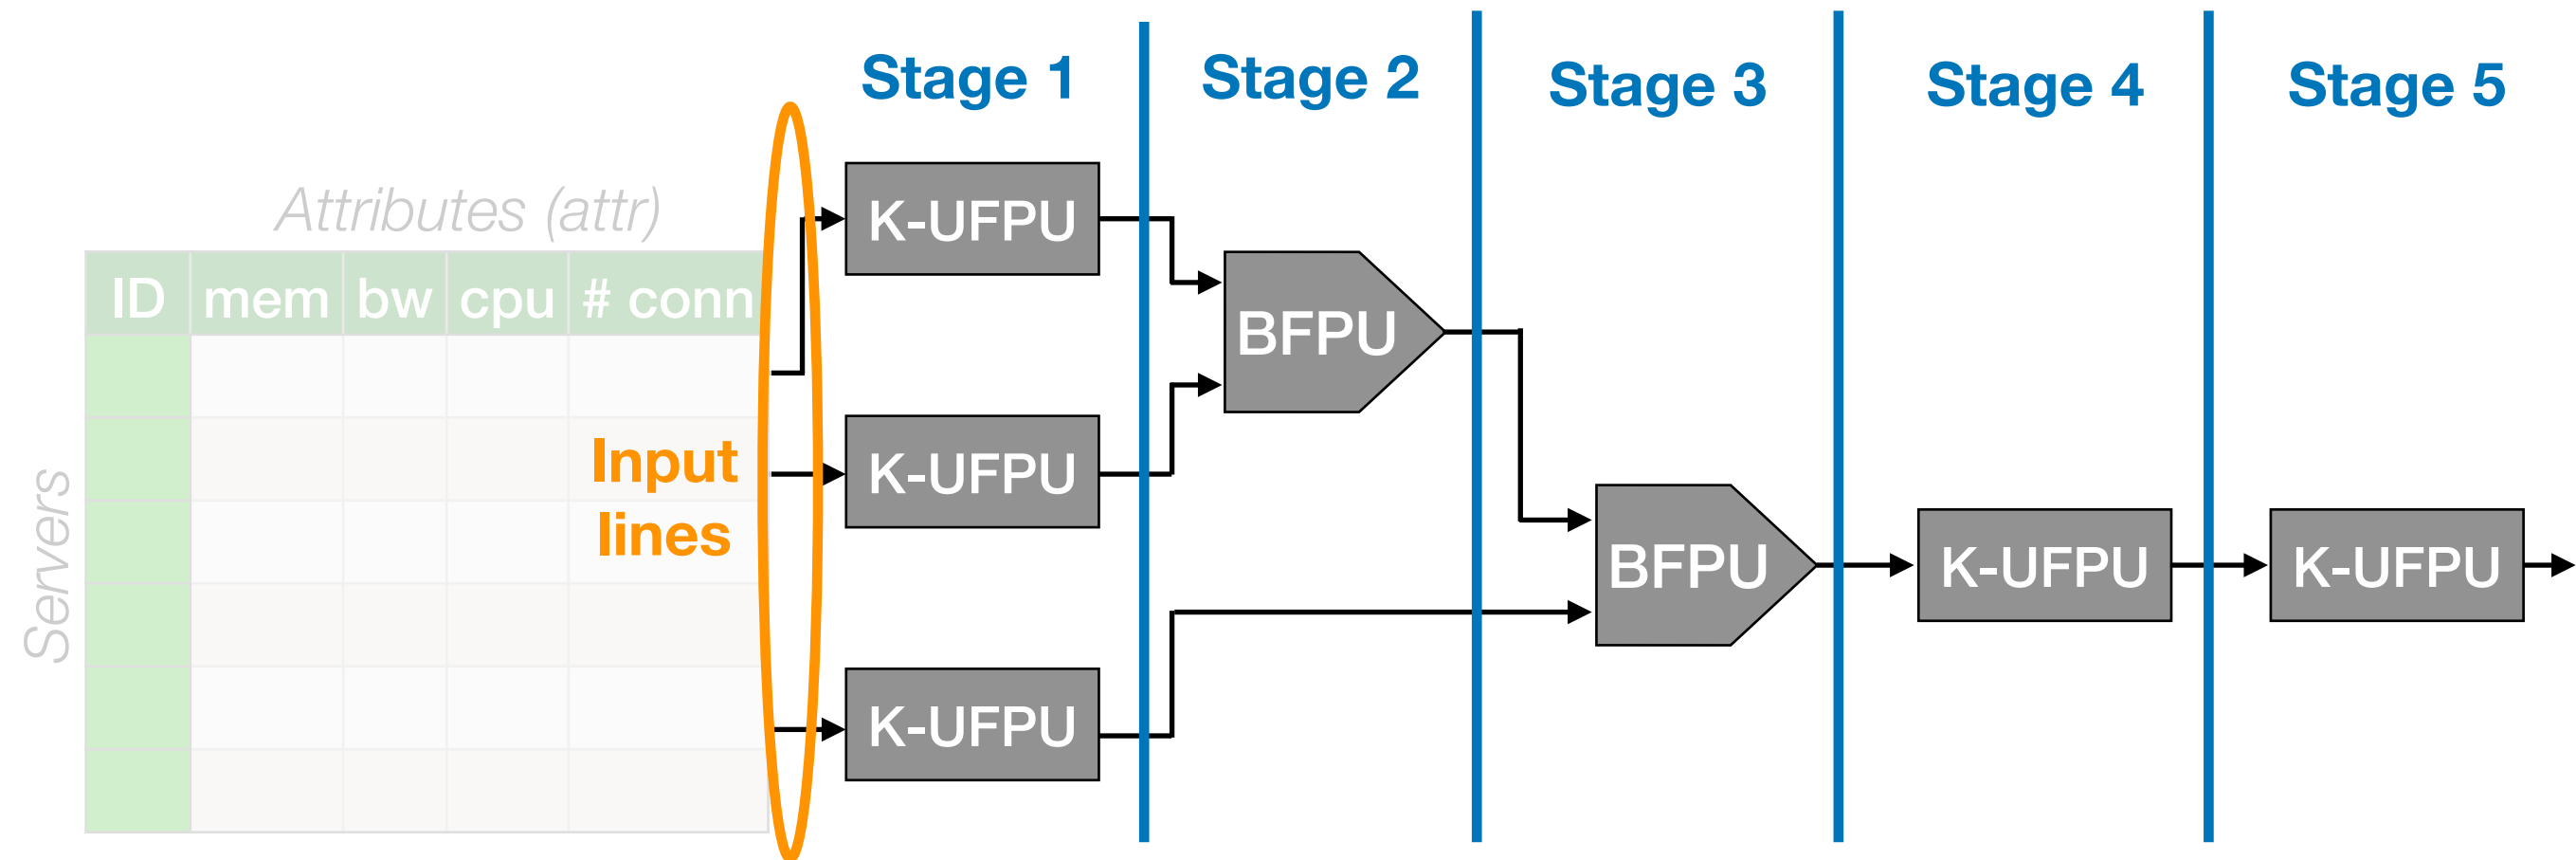 Stage 1
Stage 2
Stage 3
Stage 4
Stage 5
Attributes (attr)
ID mem bw cpu # conn
Servers
Input
lines
K-UFPU
K-UFPU
K-UFPU
BFPU
BFPU
K-UFPU
K-UFPU